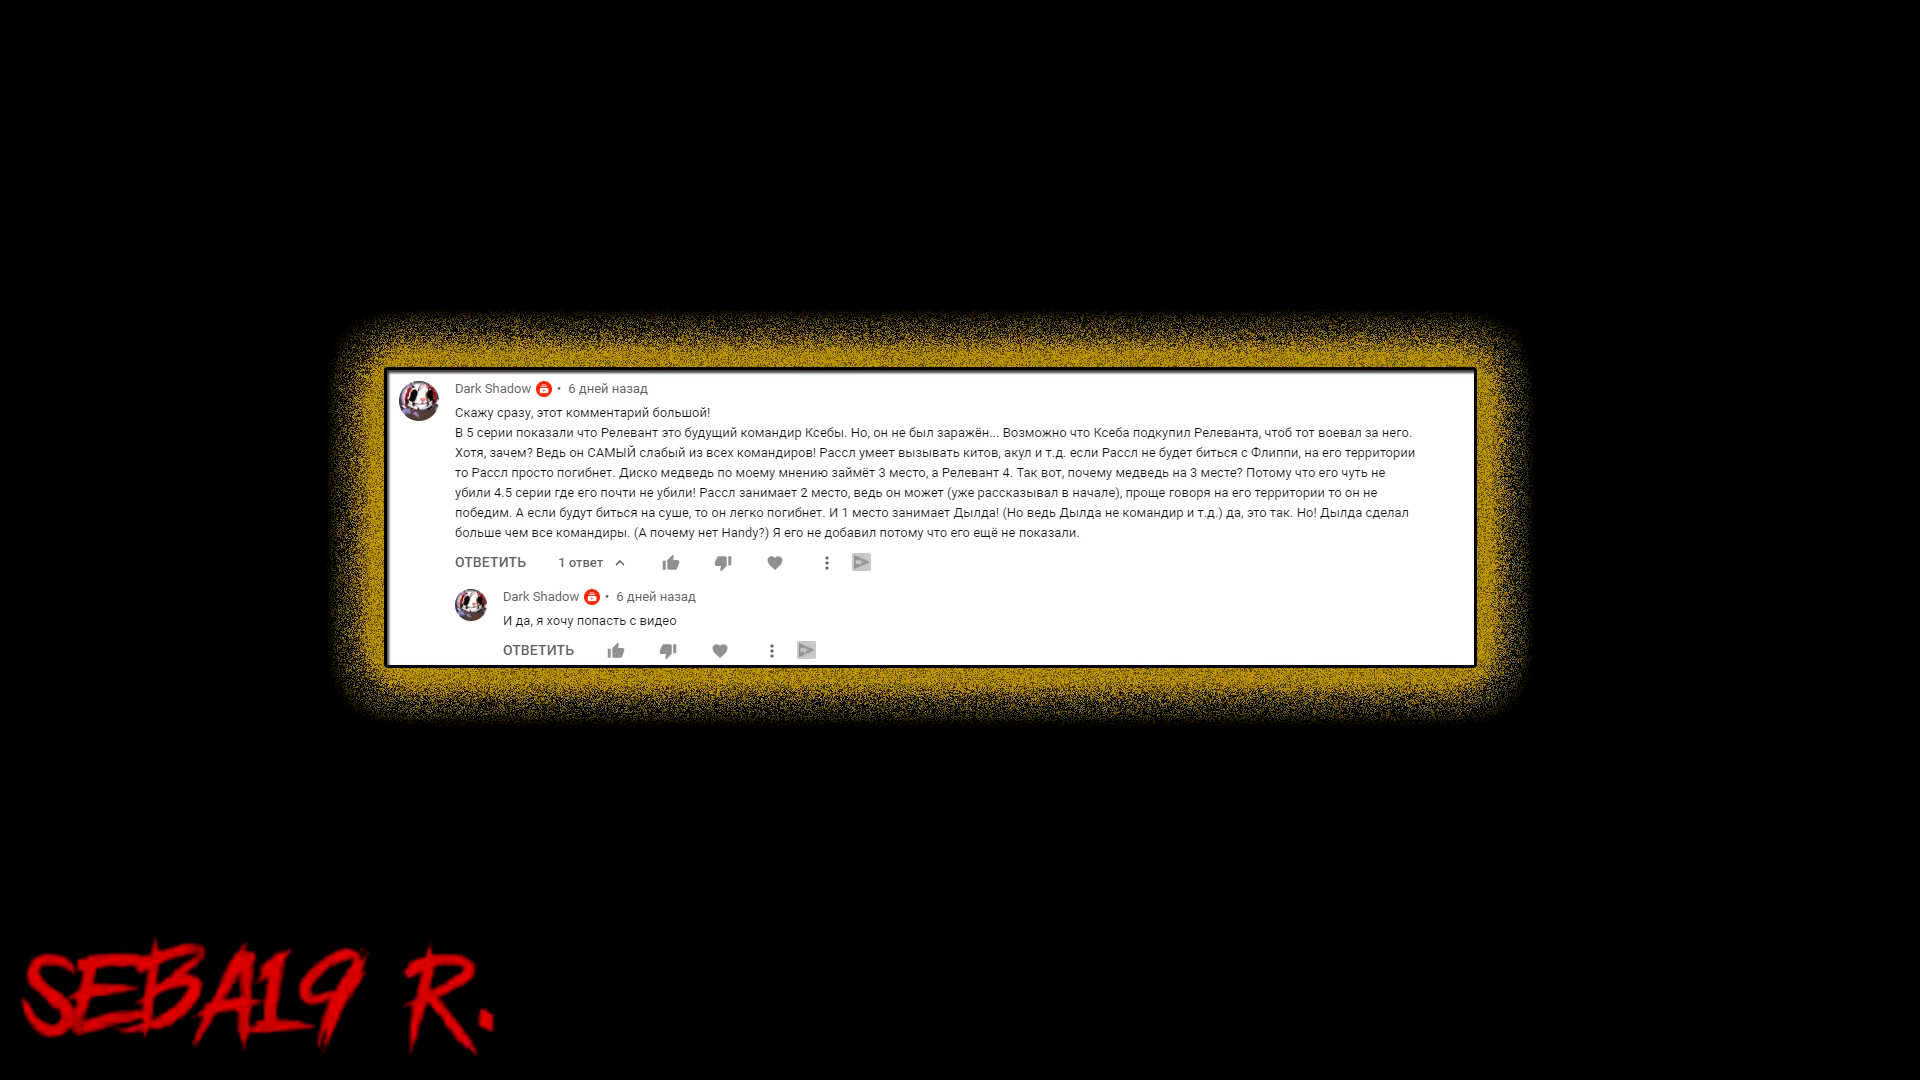 Dark Shadow • 6 дней назад
Скажу сразу, этот комментарий большой!
В 5 серии показали что Релевант это будущий командир Ксебы. Но, он не был заражён... Возможно что Ксеба подкупил Релеванта, чтоб тот воевал за него.
Хотя, зачем? Ведь он САМЫЙ слабый из всех командиров! Рассл умеет вызывать китов, акул и т.д. если Рассл не будет биться с Флиппи, на его территории
то Рассл просто погибнет. Диско медведь по моему мнению займёт 3 место, а Релевант 4. Так вот, почему медведь на 3 месте? Потому что его чуть не
убили 4.5 серии где его почти не убили! Рассл занимает 2 место, ведь он может (уже рассказывал в начале), проще говоря на его территории то он не
победим. А если будут биться на суше, то он легко погибнет. И 1 место занимает Дылда! (Но ведь Дылда не командир и т.д.) да, это так. Но! Дылда сделал
больше чем все командиры. (А почему нет Handy?) Я его не добавил потому что его ещё не показали.
ОТВЕТИТЬ 1 ответ
Dark Shadow • 6 дней назад
И да, я хочу попасть с видео
ОТВЕТИТЬ
SEBA19 R.